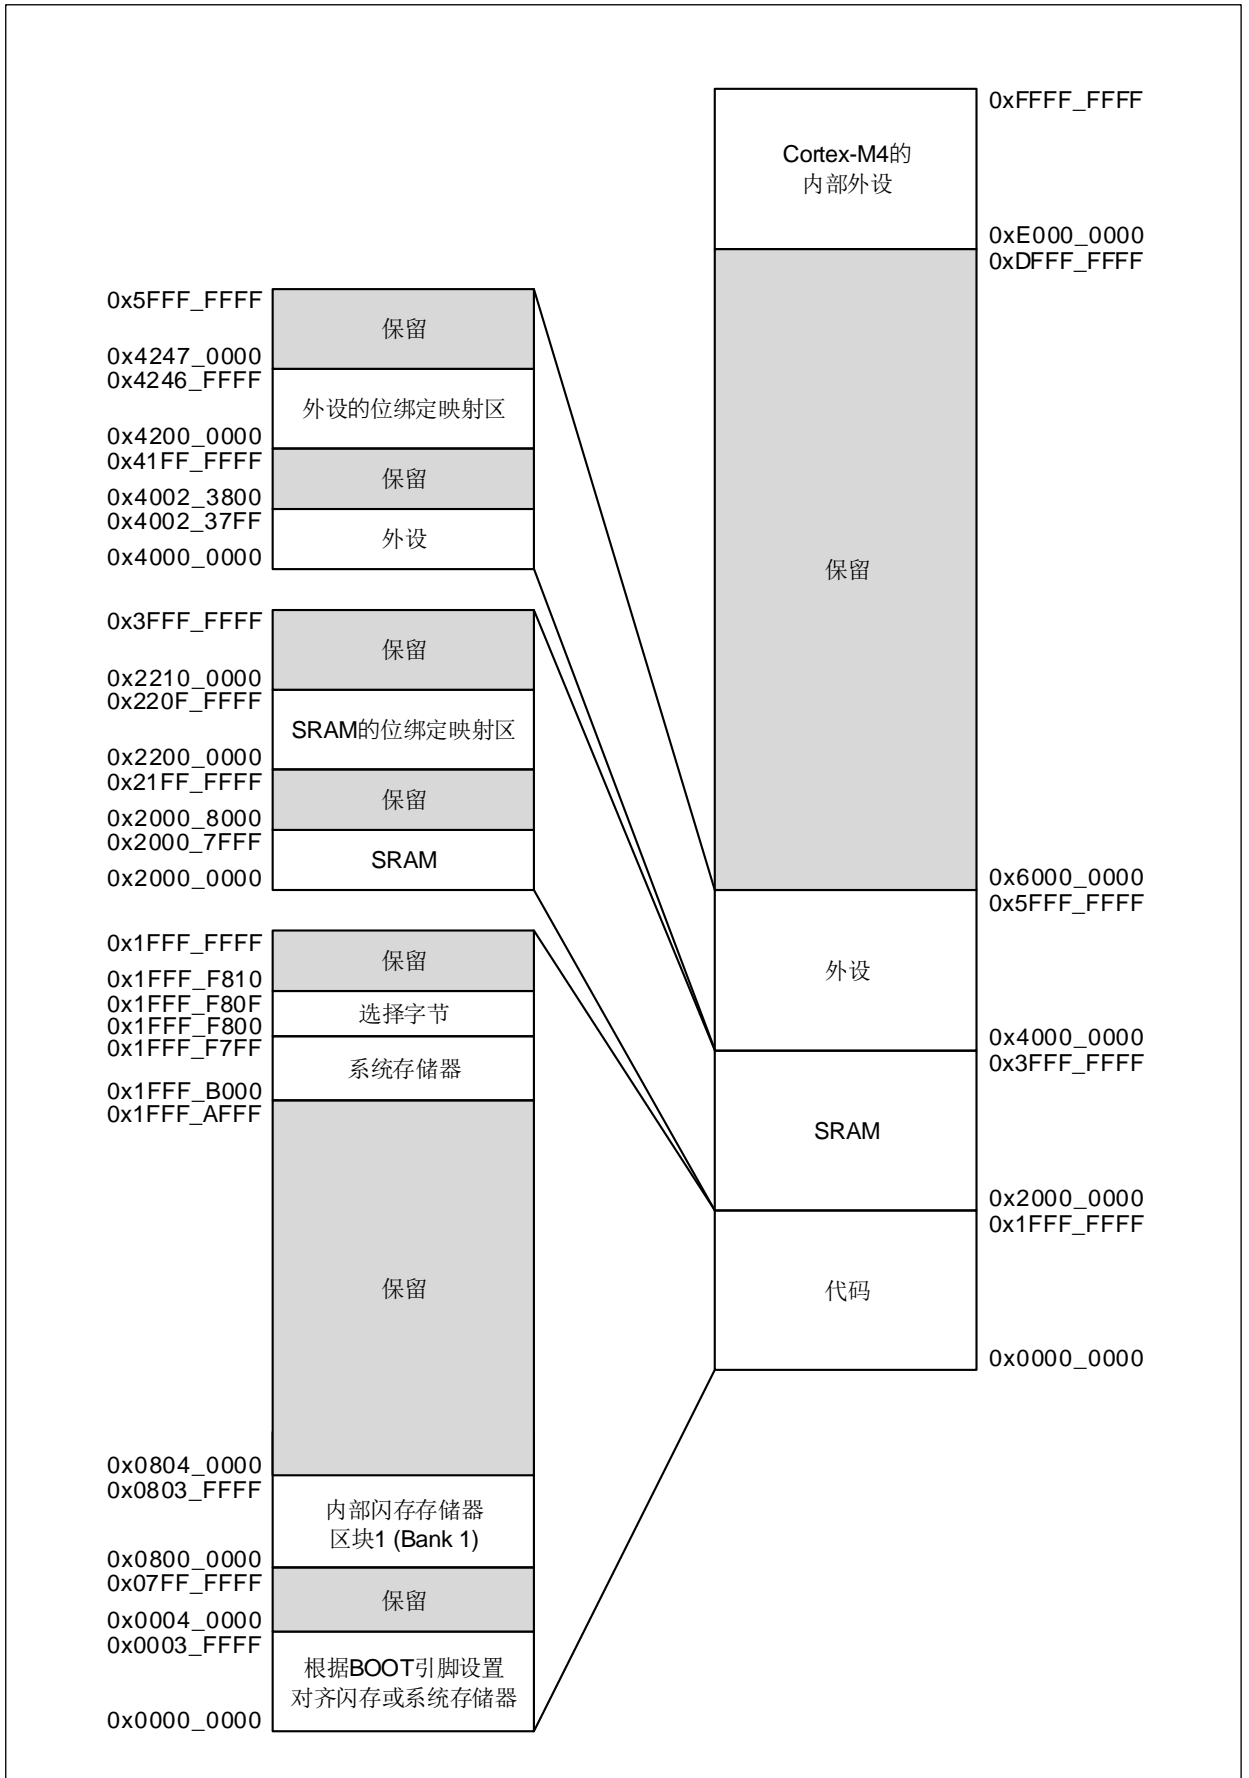 0xFFFF_FFFF
Cortex-M4的
内部外设
0xE000_0000
0xDFFF_FFFF
保留
0x6000_0000
0x5FFF_FFFF
外设
0x4000_0000
0x3FFF_FFFF
SRAM
0x2000_0000
0x1FFF_FFFF
代码
0x0000_0000
0x5FFF_FFFF
保留
0x4247_0000
0x4246_FFFF
外设的位绑定映射区
0x4200_0000
0x41FF_FFFF
保留
0x4002_3800
0x4002_37FF
外设
0x4000_0000
0x3FFF_FFFF
保留
0x2210_0000
0x220F_FFFF
SRAM的位绑定映射区
0x2200_0000
0x21FF_FFFF
保留
0x2000_8000
0x2000_7FFF
SRAM
0x2000_0000
0x1FFF_FFFF
保留
0x1FFF_F810
0x1FFF_F80F
选择字节
0x1FFF_F800
0x1FFF_F7FF
系统存储器
0x1FFF_B000
0x1FFF_AFFF
保留
0x0804_0000
0x0803_FFFF
内部闪存存储器
区块1 (Bank 1)
0x0800_0000
0x07FF_FFFF
保留
0x0004_0000
0x0003_FFFF
根据BOOT引脚设置
对齐闪存或系统存储器
0x0000_0000